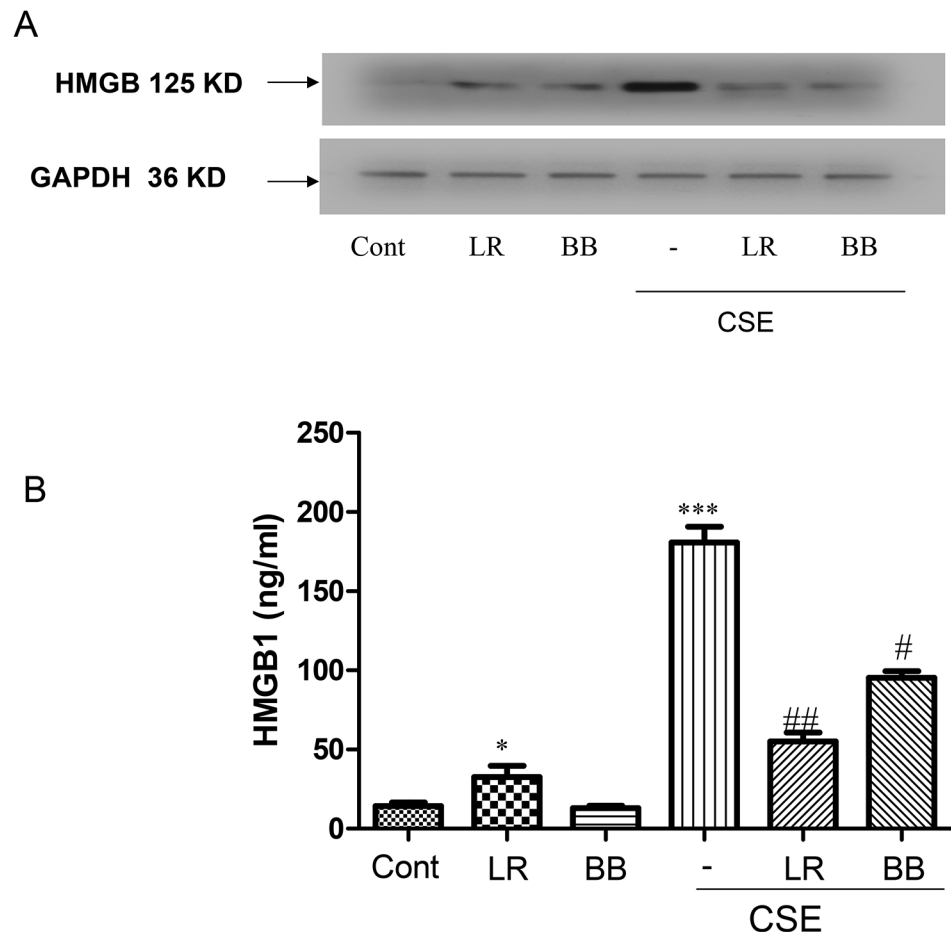 A
HMGB 125 KD
GAPDH 36 KD
Cont LR BB - LR BB
CSE
B
HMGB1 (ng/ml)
250
200
150
100
50
0
***
#
##
*
Cont LR BB - LR BB
CSE